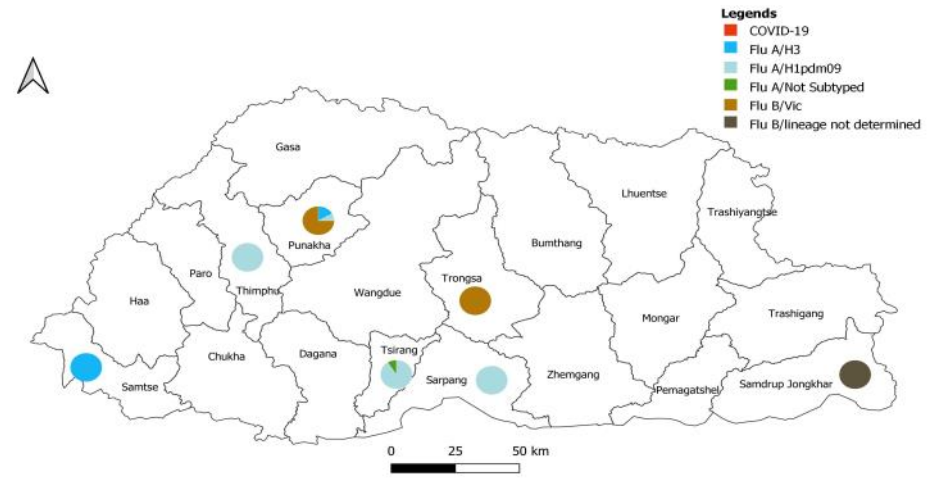 Legends
COVID-19
Flu A/H3
Flu A/H1pdm09
Flu A/Not Subtyped
Flu B/Vic
Flu B/lineage not determined
Gasa
Lhuentse
Trashiyangtse
Punakha
Bumthang
Paro
Trongsa
Thimphu
Wangdue
Haa
Trashigang
Mongar
Tsirang
Dagana
Chukha
Zhemgang
Sarpang
Samtse
Pemagatshel
Samdrup Jongkhar
0 25 50 km